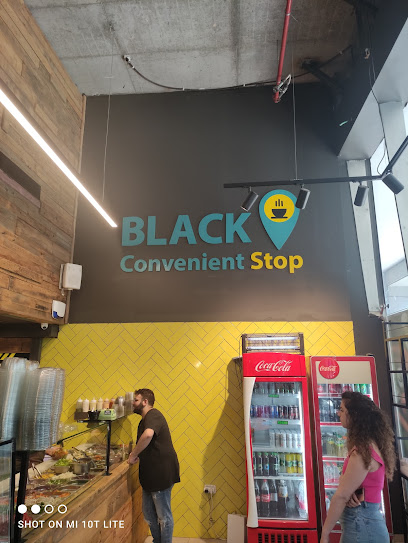 BLACK
Convenient Stop
Coca-Cola
Coca-Cola
SHOT ON MI 10T LITE